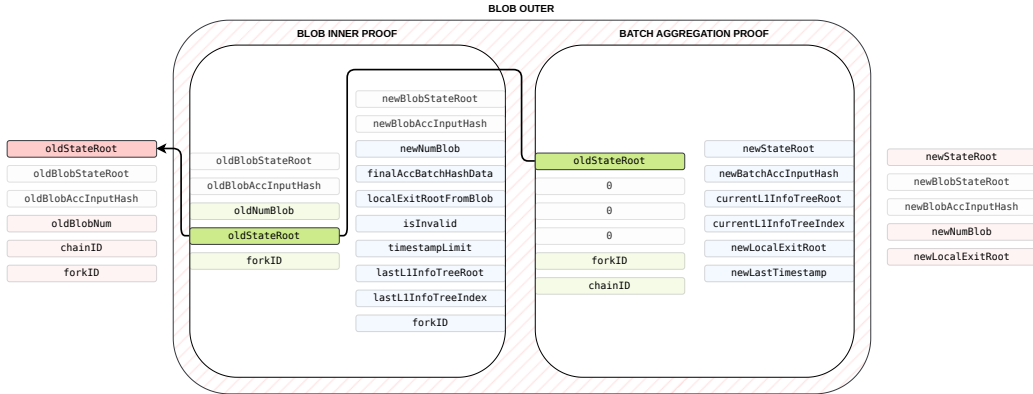 BLOB OUTER
BLOB INNER PROOF
BATCH AGGREGATION PROOF
oldStateRoot
oldBlobStateRoot
oldBlobAccInputHash
oldBlobNum
chainID
forkID
oldBlobStateRoot
oldBlobAccInputHash
oldNumBlob
oldStateRoot
forkID
newBlobStateRoot
newBlobAccInputHash
newNumBlob
finalAccBatchHashData
localExitRootFromBlob
isInvalid
timestampLimit
lastL1InfoTreeRoot
lastL1InfoTreeIndex
forkID
oldStateRoot
0
0
0
forkID
chainID
newStateRoot
newBatchAccInputHash
currentL1InfoTreeRoot
currentL1InfoTreeIndex
newLocalExitRoot
newLastTimestamp
newStateRoot
newBlobStateRoot
newBlobAccInputHash
newNumBlob
newLocalExitRoot